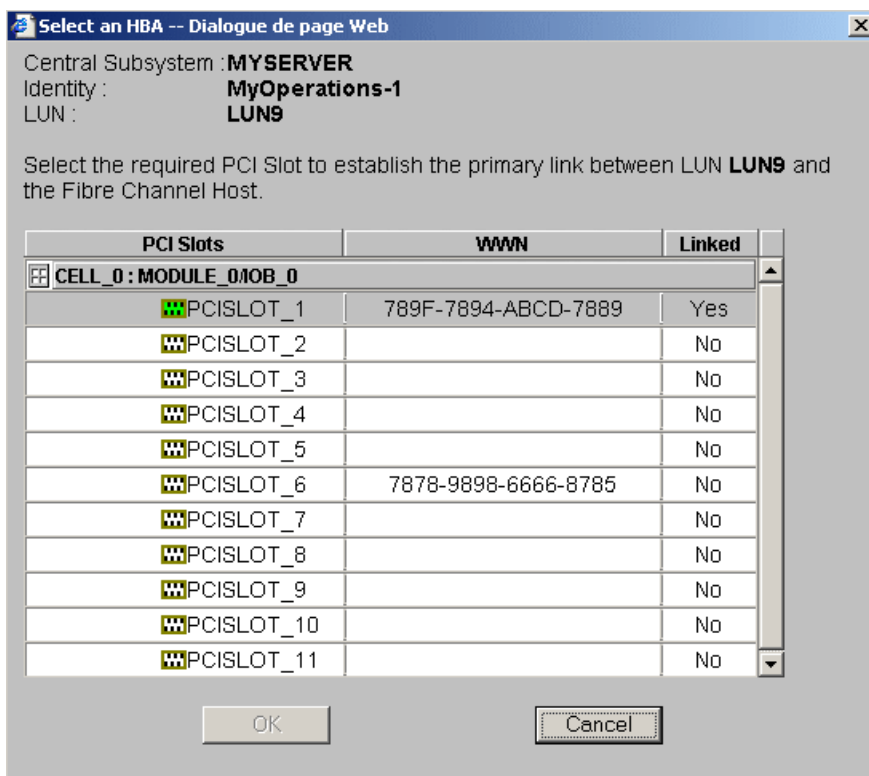 Select an HBA -- Dialogue de page Web
Central Subsystem : MYSERVER
Identity : MyOperations-1
LUN : LUN9
Select the required PCI Slot to establish the primary link between LUN LUN9 and
the Fibre Channel Host.
PCI Slots WWN Linked
CELL_0 : MODULE_0/IOB_0
PCISLOT_1 789F-7894-ABCD-7889 Yes
PCISLOT_2 No
PCISLOT_3 No
PCISLOT_4 No
PCISLOT_5 No
PCISLOT_6 7878-9898-6666-8785 No
PCISLOT_7 No
PCISLOT_8 No
PCISLOT_9 No
PCISLOT_10 No
PCISLOT_11 No
OK Cancel